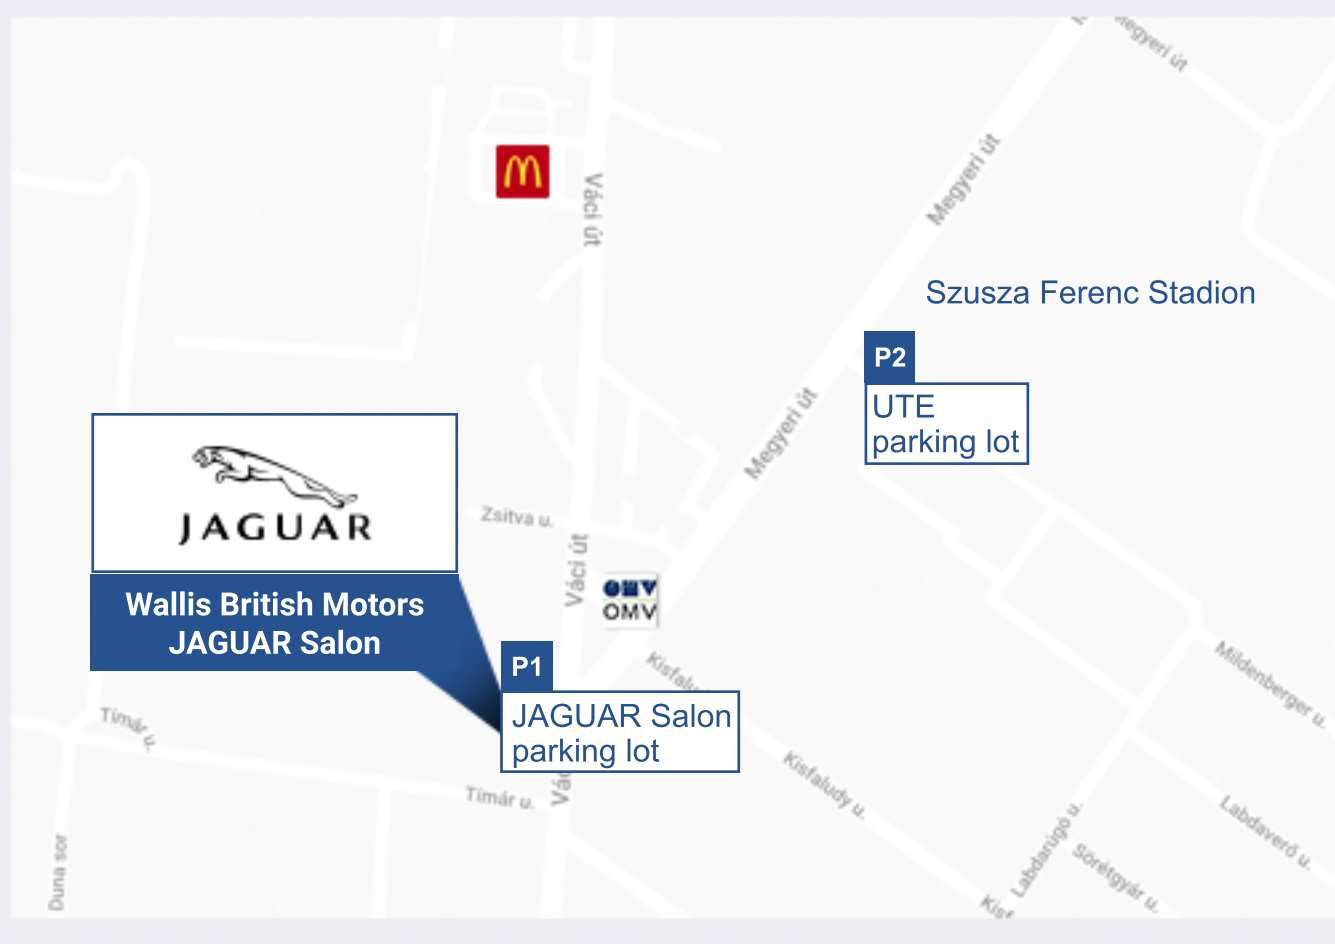 Megyeri út
Megyeri út
Váci út
Szusza Ferenc Stadion
P2
UTE
parking lot
Megyeri út
JAGUAR
Zsitva u.
Váci út
OMV
OMV
Wallis British Motors
JAGUAR Salon
P1
JAGUAR Salon
parking lot
Tímár u.
Mildenberger u.
Kisfaludy u.
Tímár u.
Labdaverő u.
Labdarúgó u.
Sörétgyár u.
Duna sor